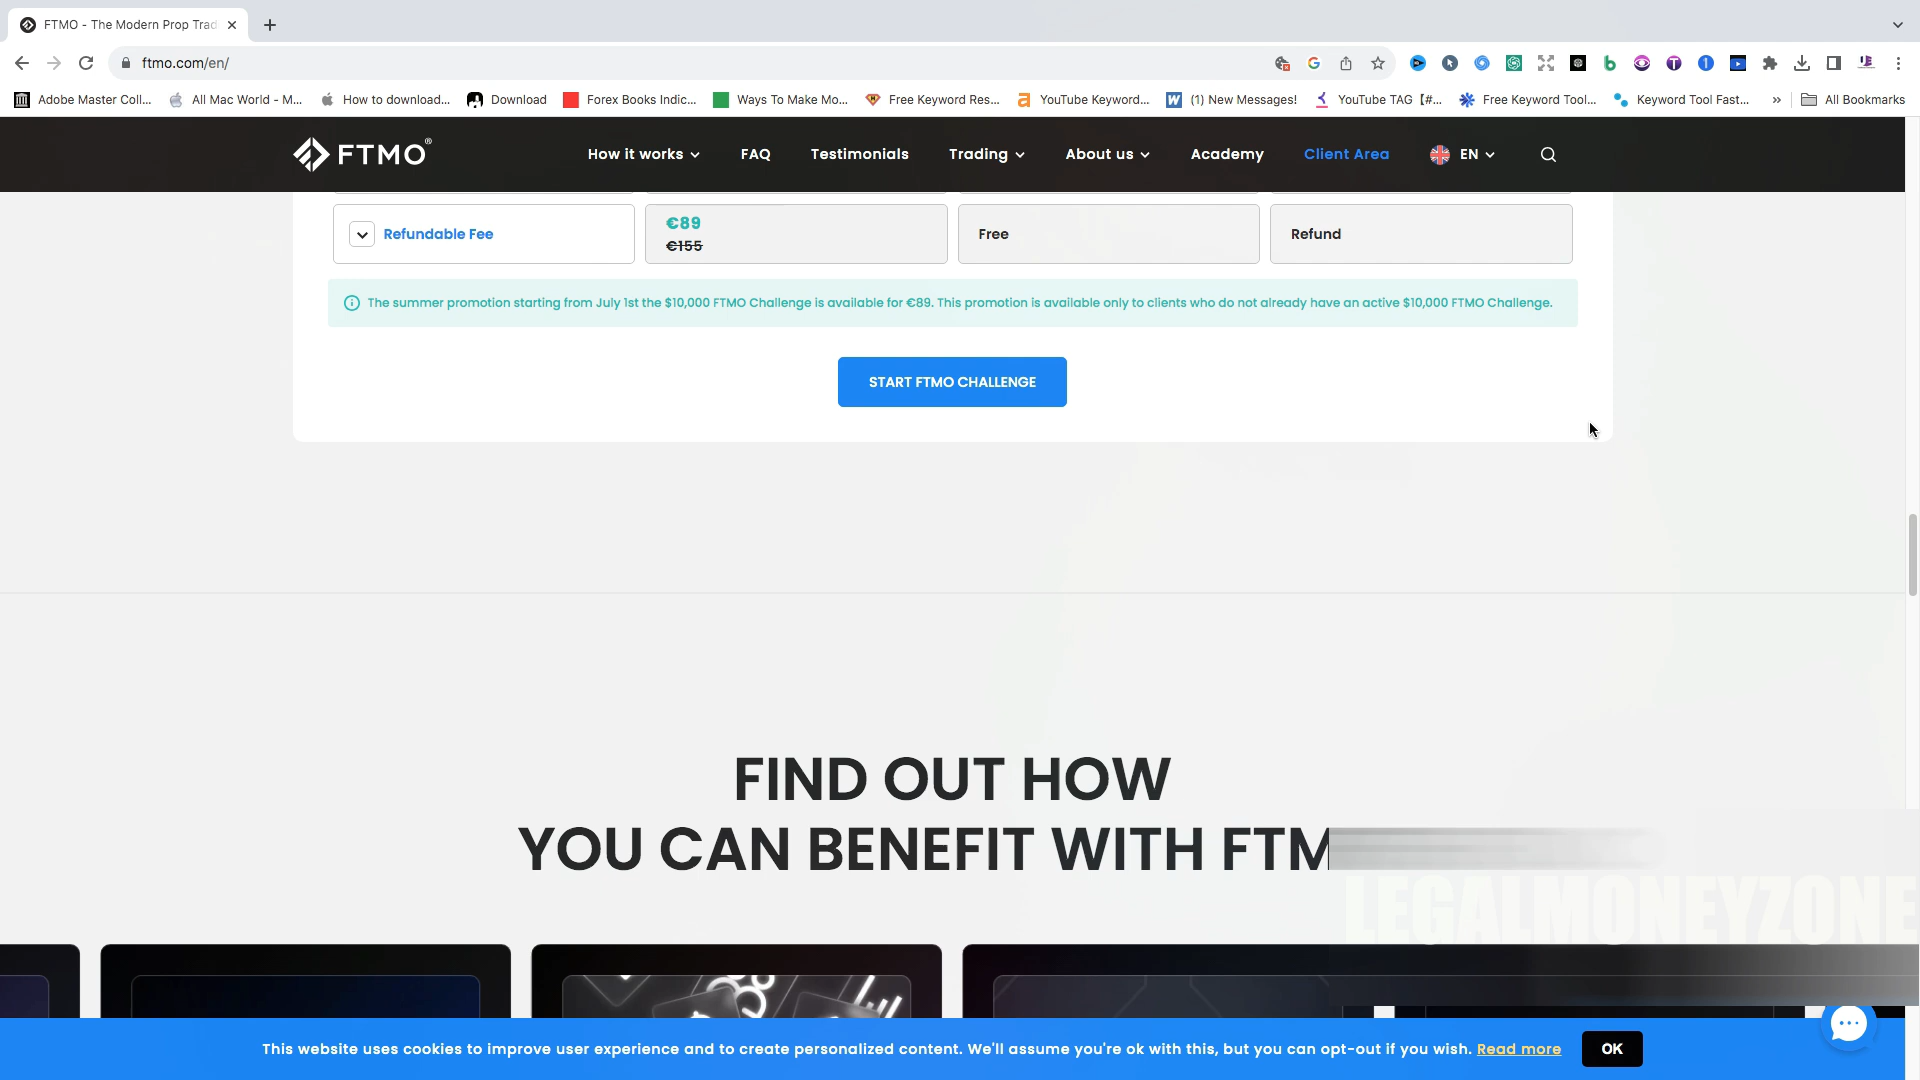 FTMO - The Modern Prop Trad
ftmo.com/en/
Adobe Master Coll... All Mac World - M... How to download... Download Forex Books Indic... Ways To Make Mo... Free Keyword Res... YouTube Keyword... (1) New Messages! YouTube TAG【#... Free Keyword Tool... Keyword Tool Fast... » All Bookmarks
FTMO® How it works FAQ Testimonials Trading About us Academy Client Area EN
Refundable Fee €89 Free Refund
€155
The summer promotion starting from July 1st the $10,000 FTMO Challenge is available for €89. This promotion is available only to clients who do not already have an active $10,000 FTMO Challenge.
START FTMO CHALLENGE
FIND OUT HOW
YOU CAN BENEFIT WITH FTM
LEGALMONEYZONE
This website uses cookies to improve user experience and to create personalized content. We'll assume you're ok with this, but you can opt-out if you wish. Read more OK